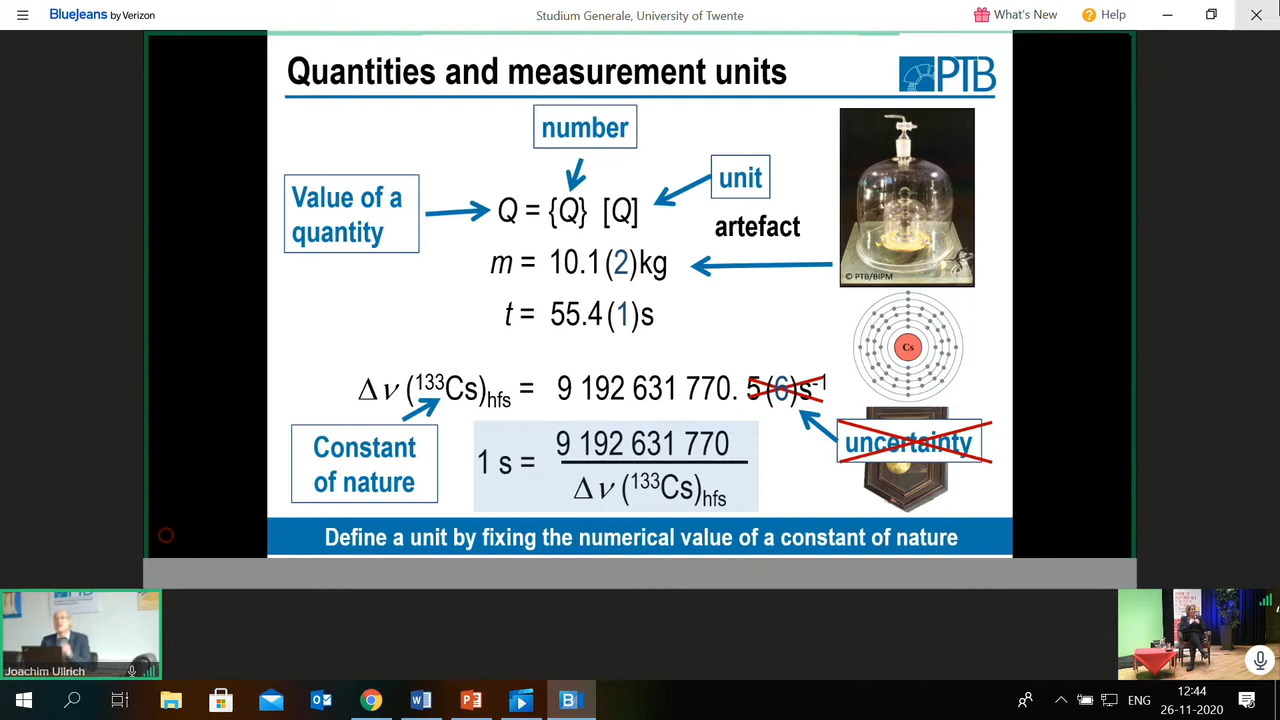 BlueJeans by Verizon
Studium Generale, University of Twente
What's New
Help
Quantities and measurement units
PTB
number
Value of a quantity
unit
Q = {Q} [Q]
artefact
m = 10.1(2)kg
© PTB/BIPM
t = 55.4(1)s
Cs
Δν(¹³³Cs)hfs = 9 192 631 770. 5(6)s⁻¹
uncertainty
Constant of nature
1 s = 9 192 631 770
Δν(¹³³Cs)hfs
Define a unit by fixing the numerical value of a constant of nature
PTB
Joachim Ullrich
ENG
12:44
26-11-2020